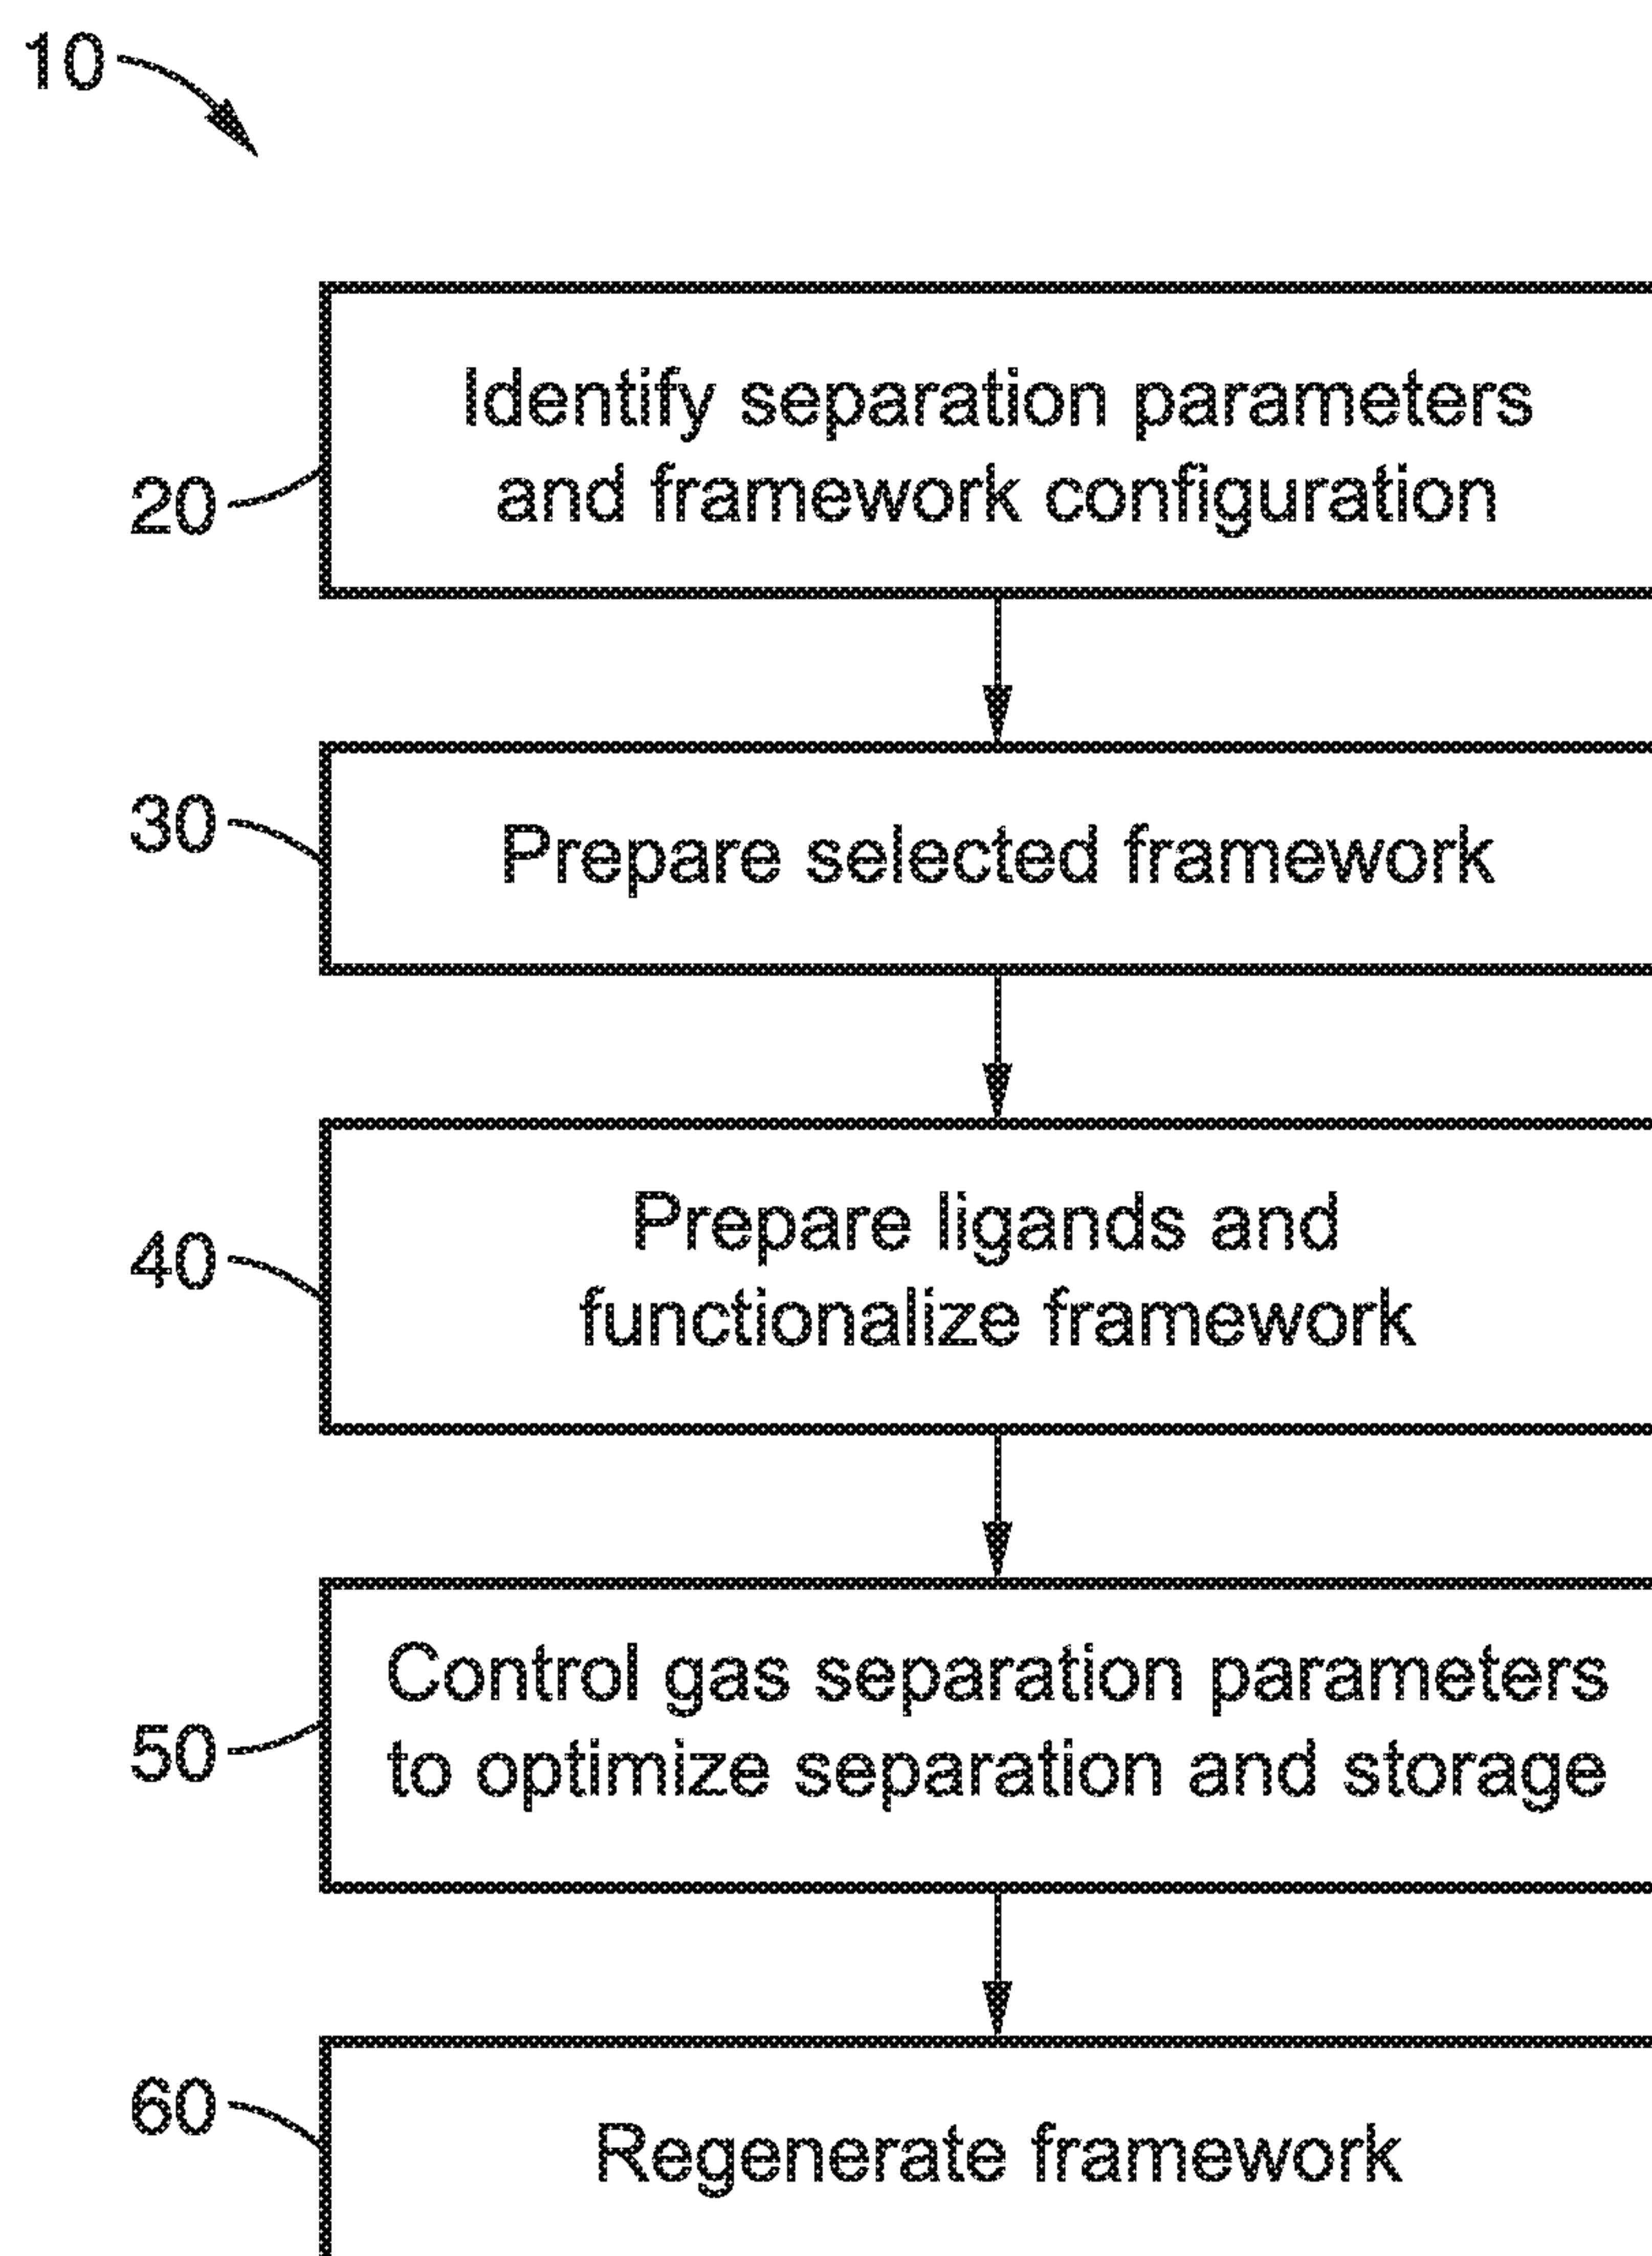 10
Identify separation parameters
and framework configuration
20
30
Prepare selected framework
Prepare ligands and
40
functionalize framework
Control gas separation parameters
50
to optimize separation and storage
60
Regenerate framework